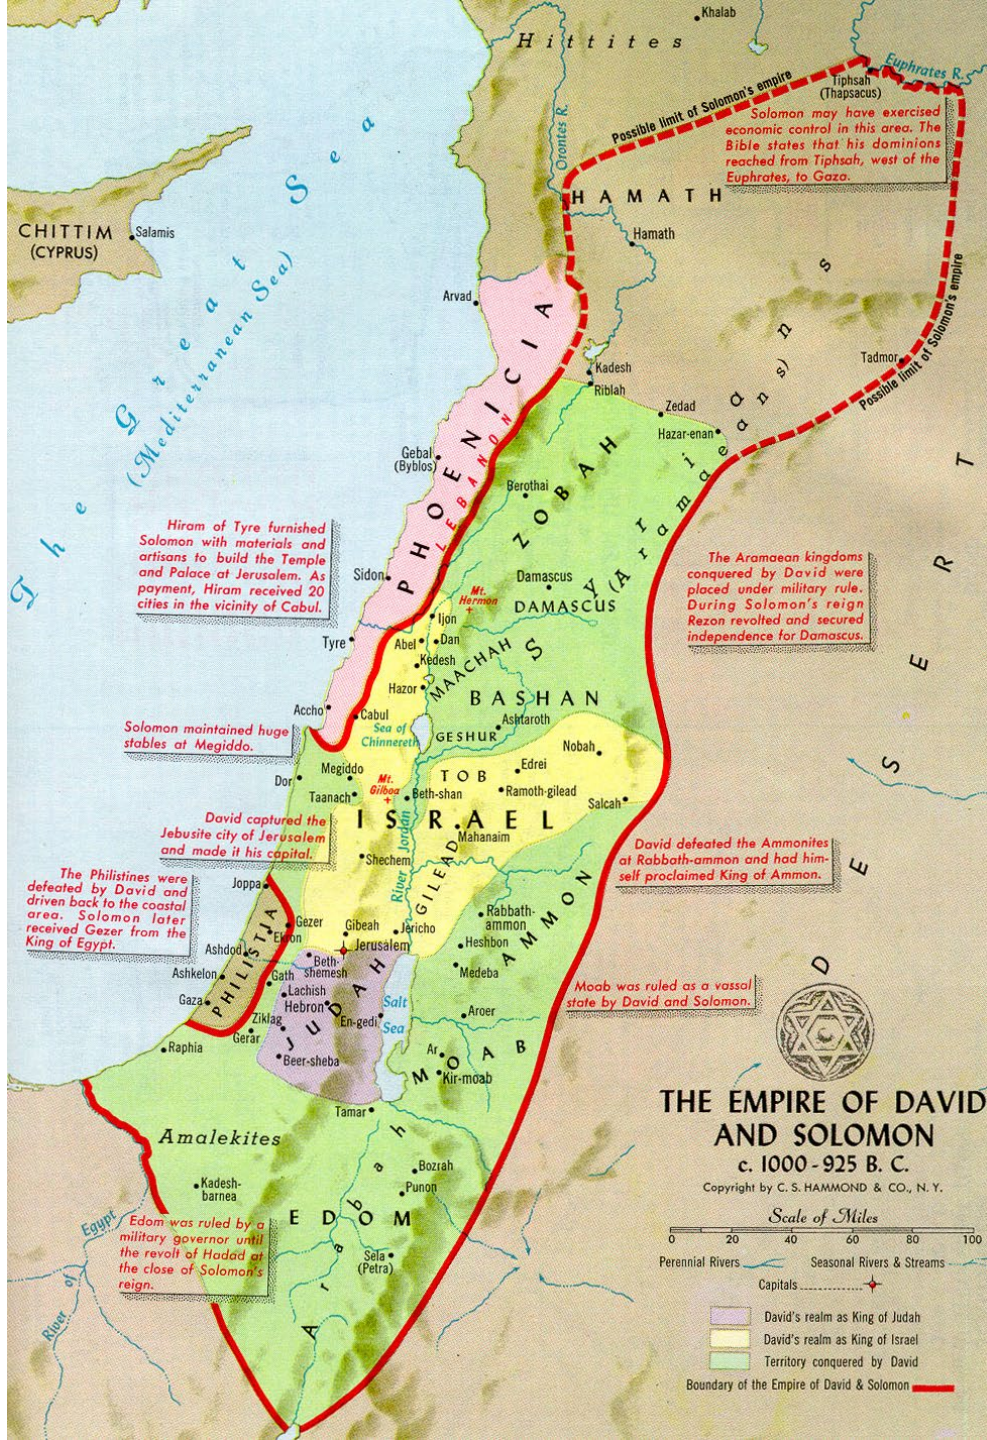 Khalab
Hittites
Euphrates R.
Tiphsah
(Thapsacus)
Possible limit of Solomon's empire
Orontes R.
Solomon may have exercised
economic control in this area. The
Bible states that his dominions
reached from Tiphsah, west of the
Euphrates, to Gaza.
HAMATH
Hamath
CHITTIM
(CYPRUS)
Salamis
The Great Sea
(Mediterranean Sea)
Arvad
PHOENICIA
LEBANON
Kadesh
Riblah
Tadmor
Possible limit of Solomon's empire
Possible limit of Solomon's empire
Zedad
Hazar-enan
Gebal
(Byblos)
Berothai
ZOBAH
Syrians
(Aramaeans)
DESERT
Hiram of Tyre furnished
Solomon with materials and
artisans to build the Temple
and Palace at Jerusalem. As
payment, Hiram received 20
cities in the vicinity of Cabul.
The Aramaean kingdoms
conquered by David were
placed under military rule.
During Solomon's reign
Rezon revolted and secured
independence for Damascus.
Sidon
Damascus
DAMASCUS
Mt.
Hermon
Ijon
Tyre
Abel
Dan
Kedesh
MAACHAH
Hazor
BASHAN
Accho
Cabul
Ashtaroth
Sea of
Chinnereth
GESHUR
Solomon maintained huge
stables at Megiddo.
Nobah
Edrei
TOB
Megiddo
Dor
Mt.
Gilboa
Taanach
Beth-shan
Ramoth-gilead
Salcah
ISRAEL
Mahanaim
David captured the
Jebusite city of Jerusalem
and made it his capital.
David defeated the Ammonites
at Rabbath-ammon and had him-
self proclaimed King of Ammon.
Shechem
River Jordan
GILEAD
The Philistines were
defeated by David and
driven back to the coastal
area. Solomon later
received Gezer from the
King of Egypt.
Joppa
AMMON
Rabbath-
ammon
Gezer
Gibeah
Jericho
Ekron
Jerusalem
Heshbon
Ashdod
PHILISTIA
Beth-
shemesh
Medeba
Ashkelon
Gath
Lachish
JUDAH
Hebron
Salt
Sea
Gaza
En-gedi
Aroer
Moab was ruled as a vassal
state by David and Solomon.
Ziklag
Gerar
Raphia
Beer-sheba
Ar
MOAB
Kir-moab
Tamar
Amalekites
Arabah
Bozrah
Punon
Kadesh-
barnea
EDOM
Edom was ruled by a
military governor until
the revolt of Hadad at
the close of Solomon's
reign.
Sela
(Petra)
River of Egypt
THE EMPIRE OF DAVID
AND SOLOMON
c. 1000-925 B. C.
Copyright by C. S. HAMMOND & CO., N. Y.
Scale of Miles
0 20 40 60 80 100
Perennial Rivers
Seasonal Rivers & Streams
Capitals
David's realm as King of Judah
David's realm as King of Israel
Territory conquered by David
Boundary of the Empire of David & Solomon